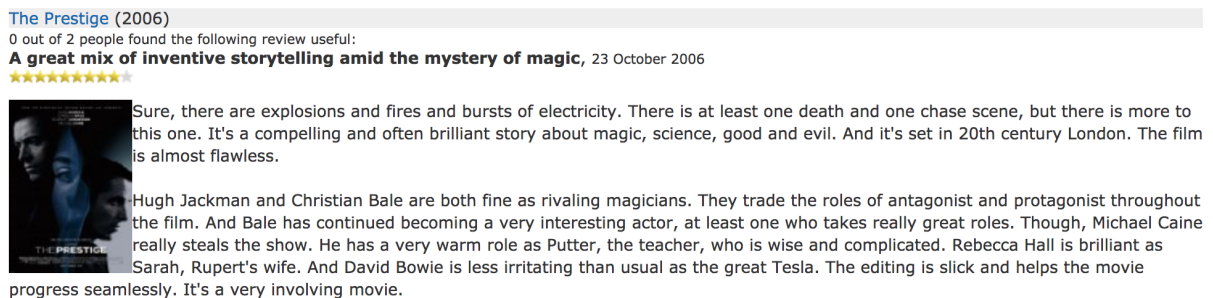 The Prestige (2006)
0 out of 2 people found the following review useful:
A great mix of inventive storytelling amid the mystery of magic, 23 October 2006
Sure, there are explosions and fires and bursts of electricity. There is at least one death and one chase scene, but there is more to
this one. It's a compelling and often brilliant story about magic, science, good and evil. And it's set in 20th century London. The film
is almost flawless.
Hugh Jackman and Christian Bale are both fine as rivaling magicians. They trade the roles of antagonist and protagonist throughout
the film. And Bale has continued becoming a very interesting actor, at least one who takes really great roles. Though, Michael Caine
really steals the show. He has a very warm role as Putter, the teacher, who is wise and complicated. Rebecca Hall is brilliant as
Sarah, Rupert's wife. And David Bowie is less irritating than usual as the great Tesla. The editing is slick and helps the movie
progress seamlessly. It's a very involving movie.
THE PRESTIGE